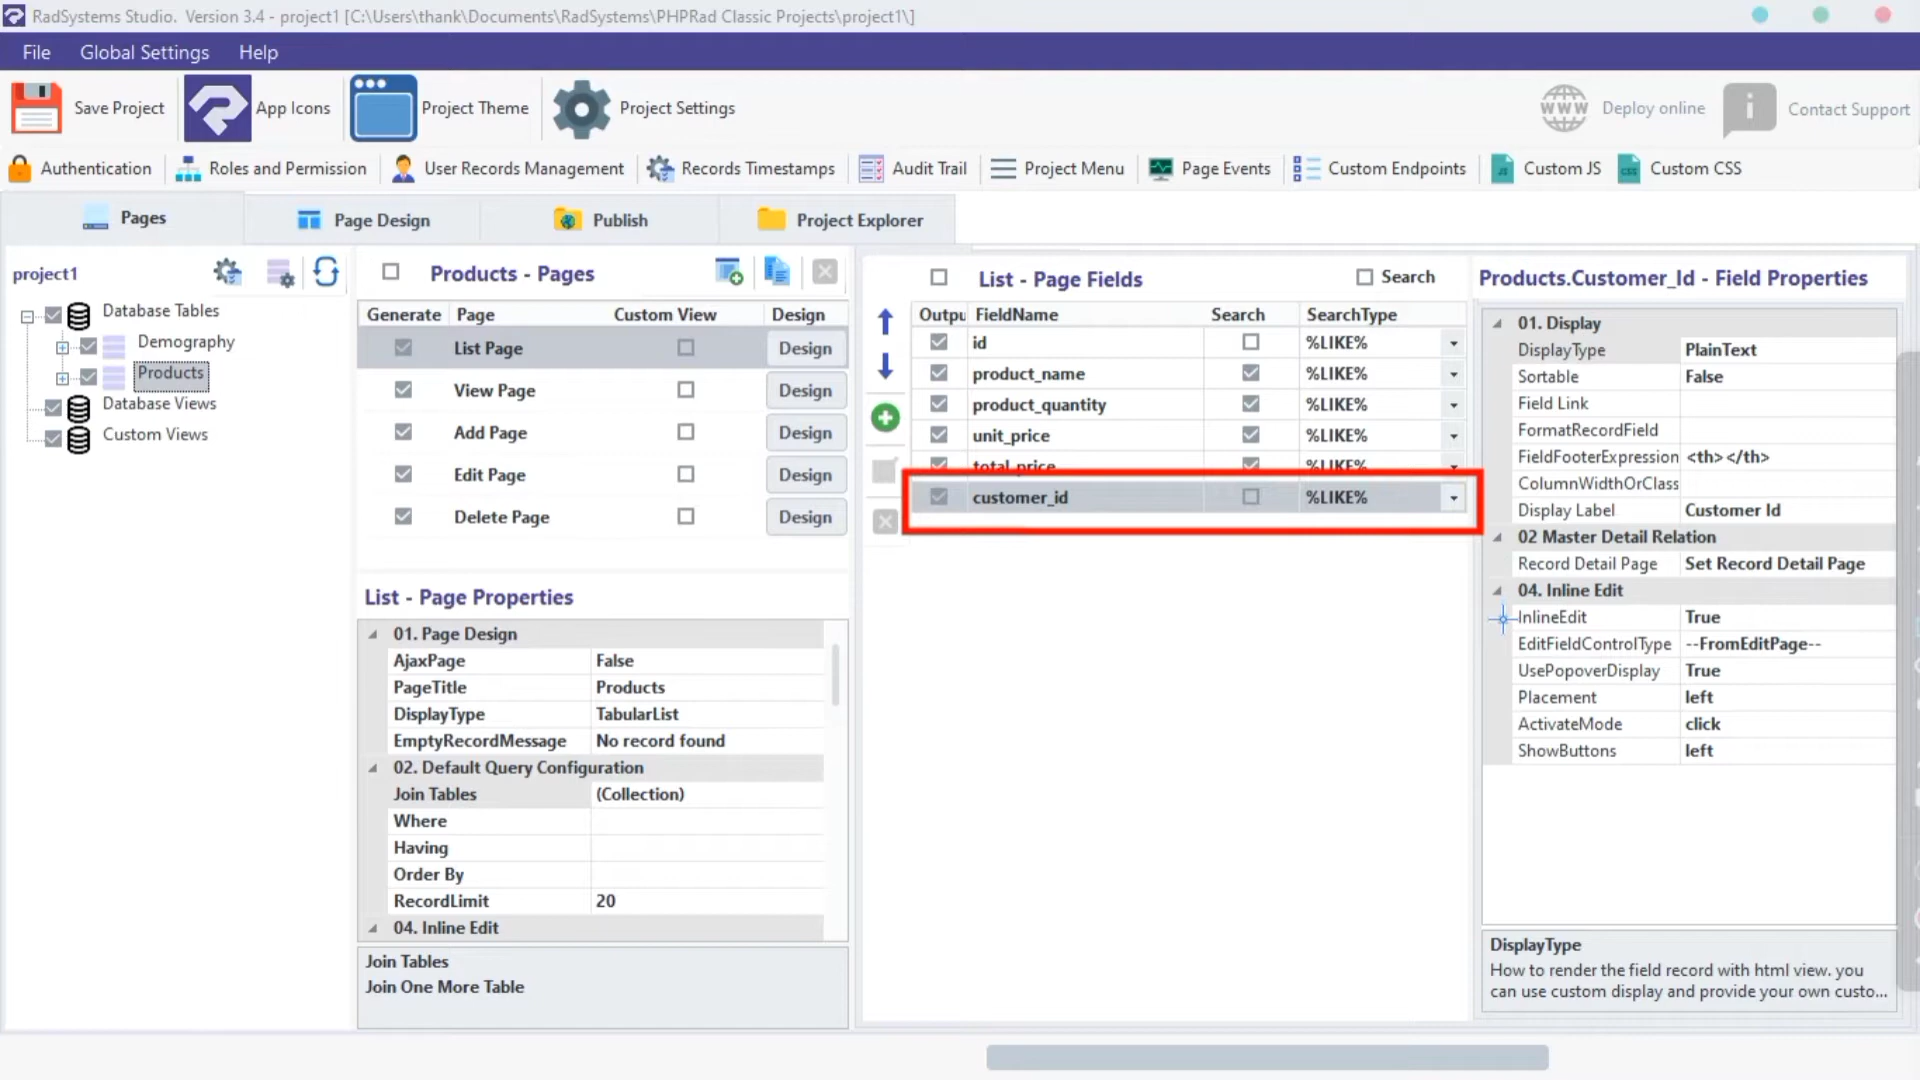 RadSystems Studio. Version 3.4 - project1 [C:\Users\thank\Documents\RadSystems\PHPRad Classic Projects\project1\]
File Global Settings Help
Save Project App Icons Project Theme Project Settings WWW Deploy online Contact Support
Authentication Roles and Permission User Records Management Records Timestamps Audit Trail Project Menu Page Events Custom Endpoints Custom JS Custom CSS
Pages Page Design Publish Project Explorer
project1
Database Tables
Demography
Products
Database Views
Custom Views
Products - Pages
Generate Page Custom View Design
List Page Design
View Page Design
Add Page Design
Edit Page Design
Delete Page Design
List - Page Properties
01. Page Design
AjaxPage False
PageTitle Products
DisplayType TabularList
EmptyRecordMessage No record found
02. Default Query Configuration
Join Tables (Collection)
Where
Having
Order By
RecordLimit 20
04. Inline Edit
Join Tables
Join One More Table
List - Page Fields Search
Outpu FieldName Search SearchType
id %LIKE%
product_name %LIKE%
product_quantity %LIKE%
unit_price %LIKE%
total_price %LIKE%
customer_id %LIKE%
Products.Customer_Id - Field Properties
01. Display
DisplayType PlainText
Sortable False
Field Link
FormatRecordField
FieldFooterExpression <th></th>
ColumnWidthOrClass
Display Label Customer Id
02 Master Detail Relation
Record Detail Page Set Record Detail Page
04. Inline Edit
InlineEdit True
EditFieldControlType --FromEditPage--
UsePopoverDisplay True
Placement left
ActivateMode click
ShowButtons left
DisplayType
How to render the field record with html view. you
can use custom display and provide your own custo...